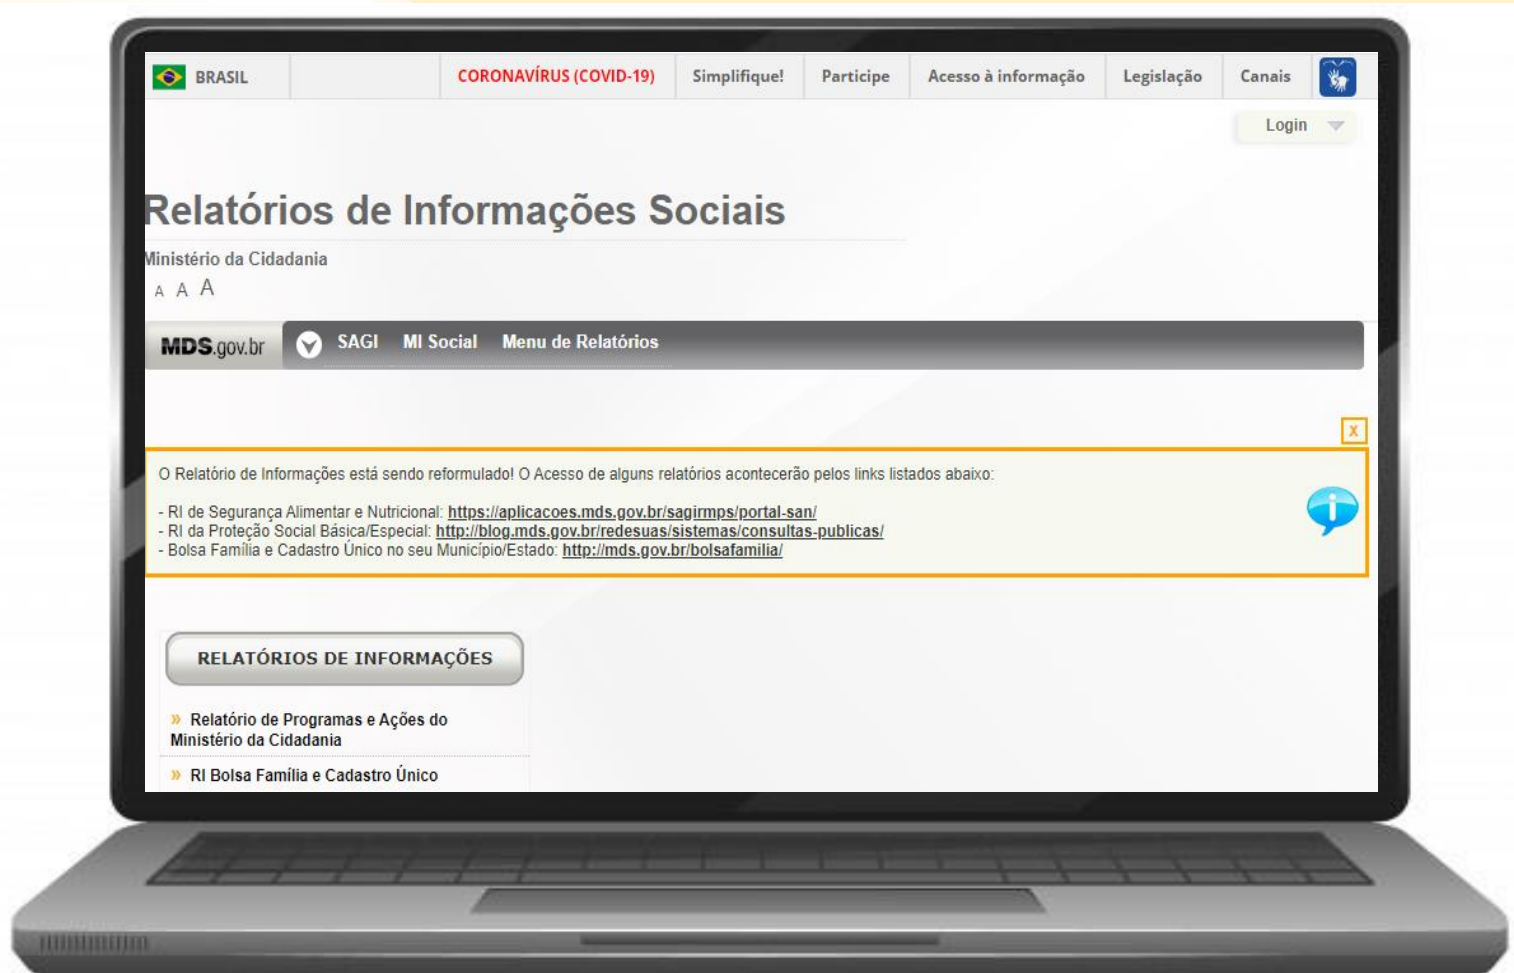 BRASIL CORONAVÍRUS (COVID-19) Simplifique! Participe Acesso à informação Legislação Canais
Login
Relatórios de Informações Sociais
Ministério da Cidadania
A A A
MDS.gov.br SAGI MI Social Menu de Relatórios
X
O Relatório de Informações está sendo reformulado! O Acesso de alguns relatórios acontecerão pelos links listados abaixo:
- RI de Segurança Alimentar e Nutricional: https://aplicacoes.mds.gov.br/sagirmps/portal-san/
- RI da Proteção Social Básica/Especial: http://blog.mds.gov.br/redesuas/sistemas/consultas-publicas/
- Bolsa Família e Cadastro Único no seu Município/Estado: http://mds.gov.br/bolsafamilia/
RELATÓRIOS DE INFORMAÇÕES
» Relatório de Programas e Ações do
Ministério da Cidadania
» RI Bolsa Família e Cadastro Único